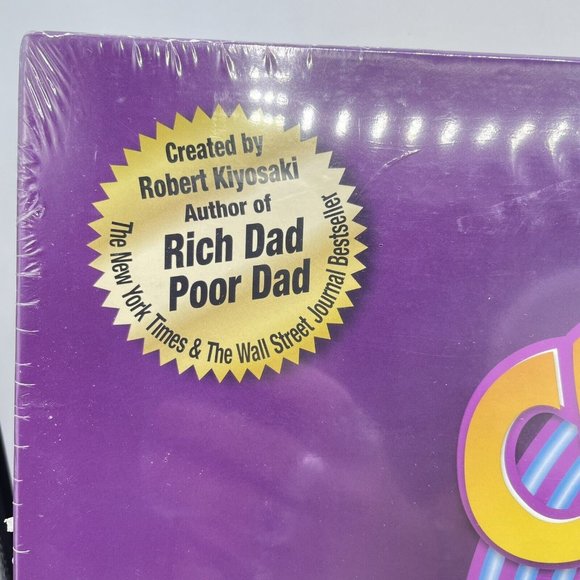 Created by
Robert Kiyosaki
Author of
Rich Dad
Poor Dad
The New York Times & The Wall Street Journal Bestseller
C